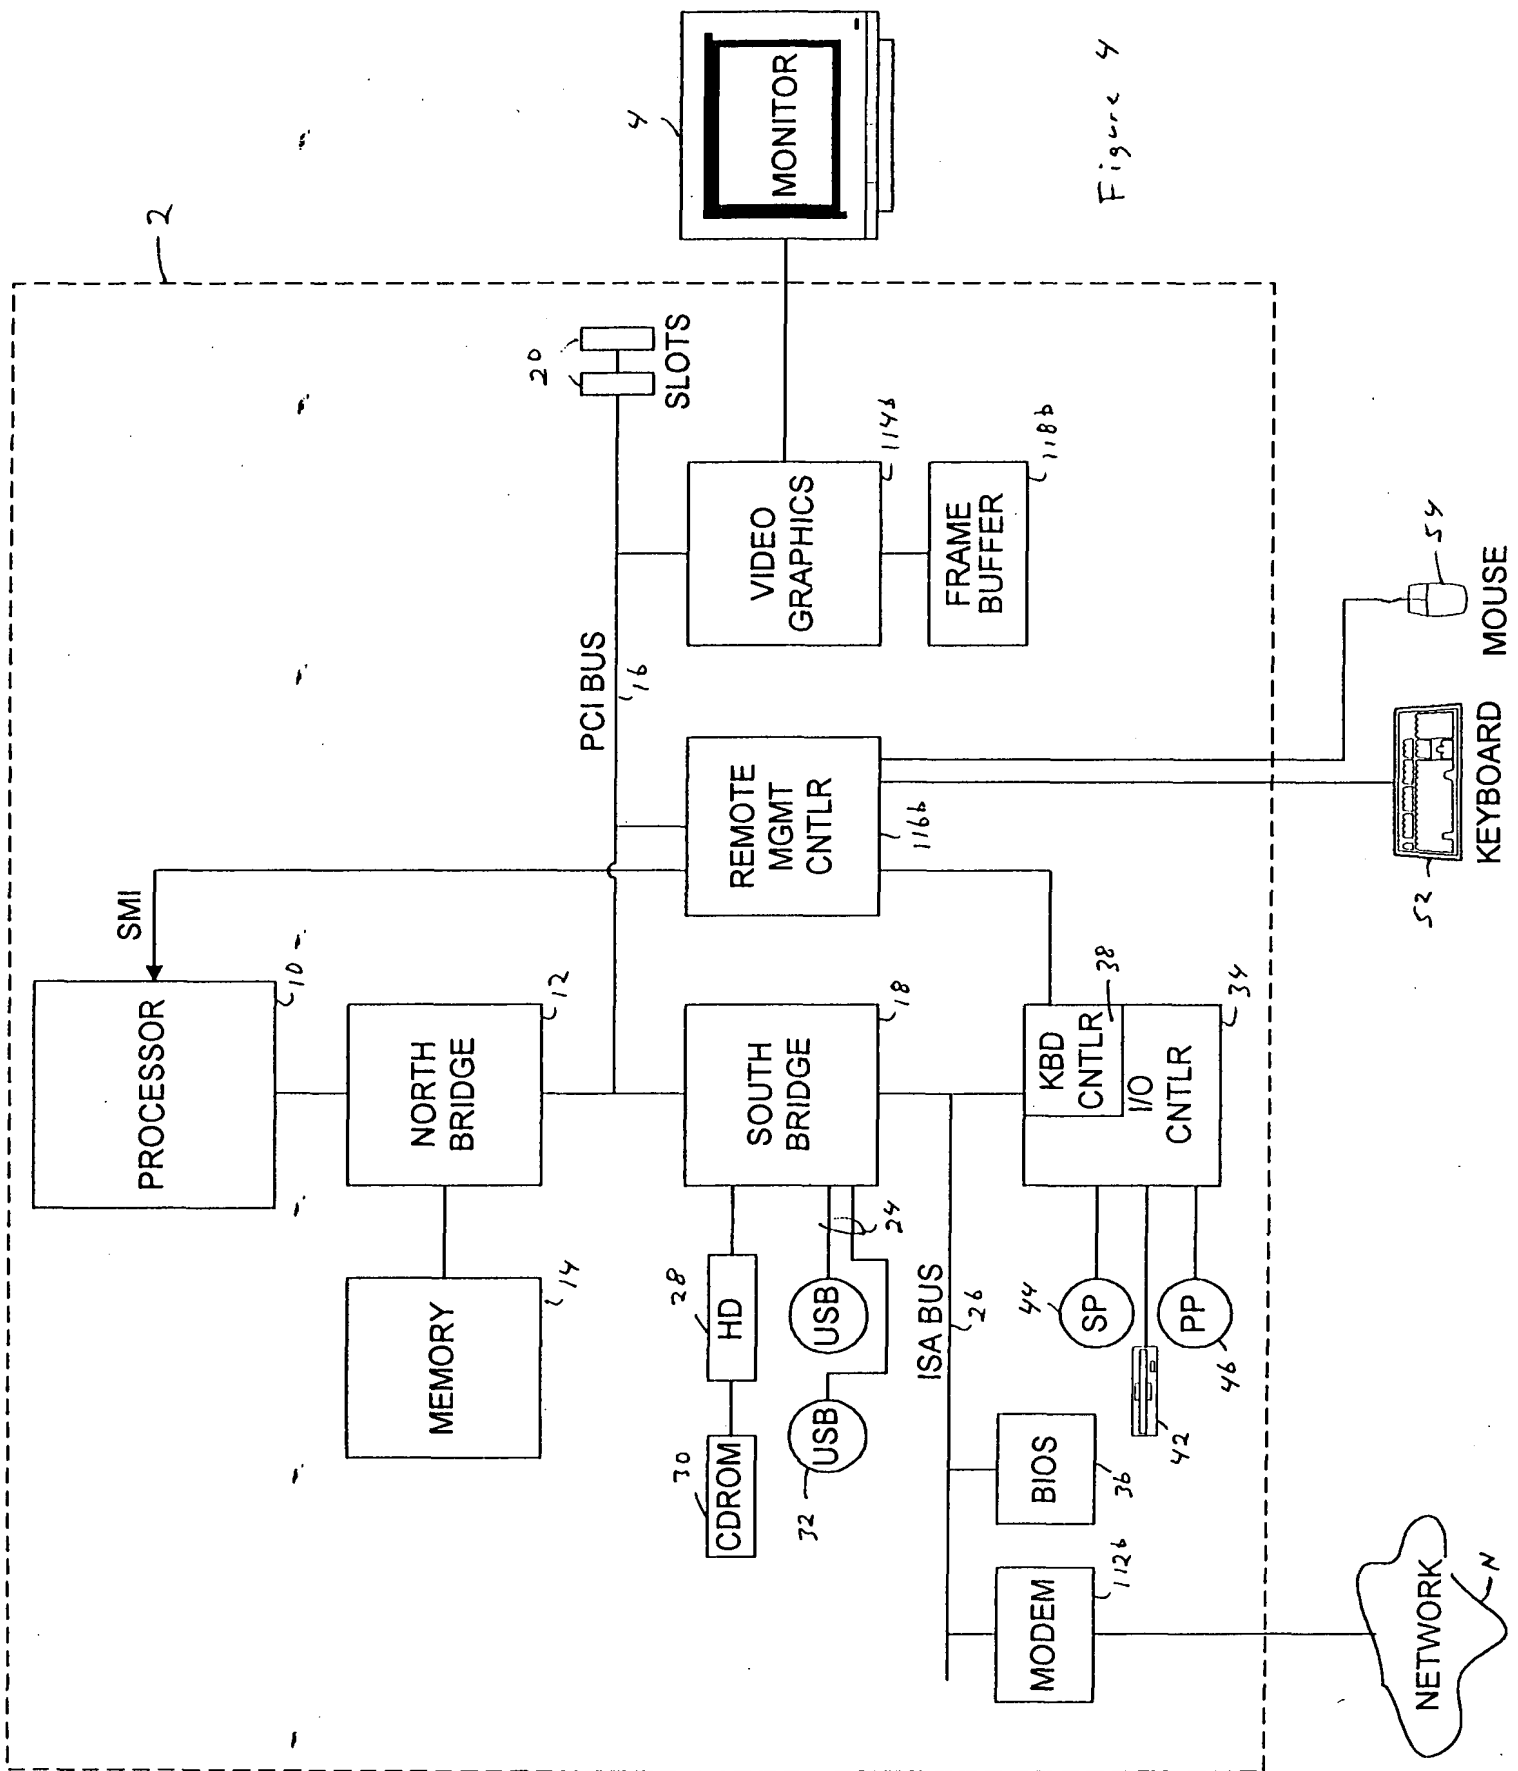 2
PROCESSOR
10
SMI
NORTH
BRIDGE
12
MEMORY
14
PCI BUS
16
20
SLOTS
4
MONITOR
CDROM
30
HD
28
USB
32
USB
24
SOUTH
BRIDGE
18
REMOTE
MGMT
CNTLR
116b
VIDEO
GRAPHICS
114b
FRAME
BUFFER
118b
ISA BUS
26
MODEM
112b
BIOS
36
SP
44
42
PP
46
KBD
CNTLR
38
I/O
CNTLR
34
NETWORK
N
52
KEYBOARD
54
MOUSE
Figure 4